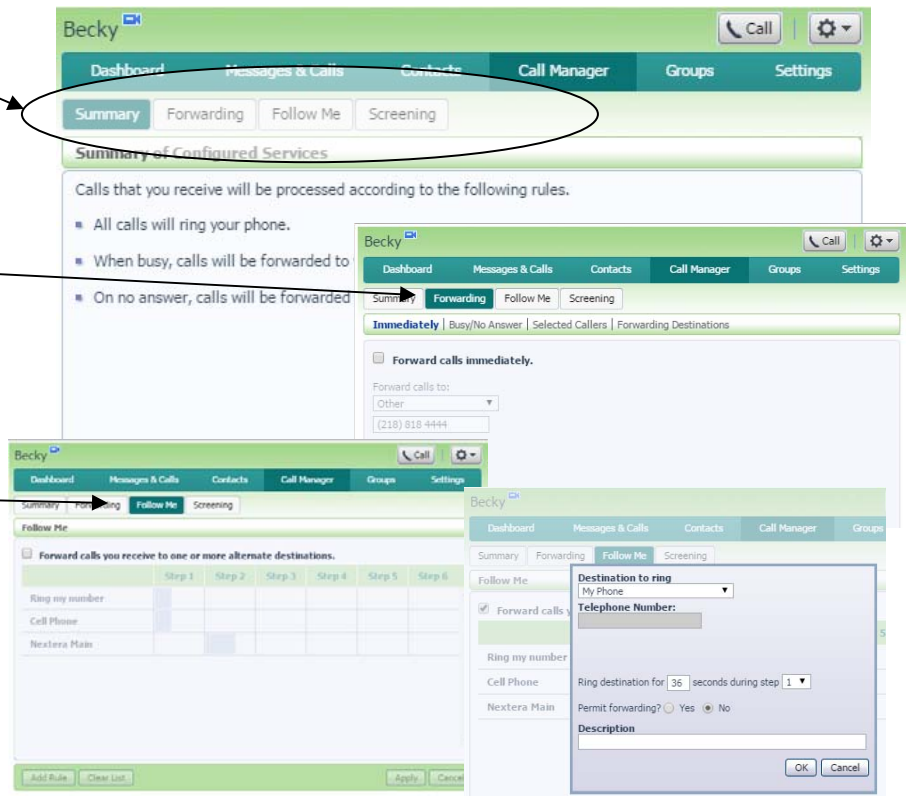 Becky
Call
Dashboard Messages & Calls Contacts Call Manager Groups Settings
Summary Forwarding Follow Me Screening
Summary of Configured Services
Calls that you receive will be processed according to the following rules.
All calls will ring your phone.
When busy, calls will be forwarded to
On no answer, calls will be forwarded
Becky
Call
Dashboard Messages & Calls Contacts Call Manager Groups Settings
Summary Forwarding Follow Me Screening
Immediately | Busy/No Answer | Selected Callers | Forwarding Destinations
Forward calls immediately.
Forward calls to:
Other
(218) 818 4444
Becky
Call
Dashboard Messages & Calls Contacts Call Manager Groups Settings
Summary Forwarding Follow Me Screening
Follow Me
Forward calls you receive to one or more alternate destinations.
Step 1 Step 2 Step 3 Step 4 Step 5 Step 6
Ring my number
Cell Phone
Nextera Main
Add Rule Clear List Apply Cancel
Becky
Dashboard Messages & Calls Contacts Call Manager Groups
Summary Forwarding Follow Me Screening
Follow Me
Forward calls y
S
Ring my number
Cell Phone
Nextera Main
Destination to ring
My Phone
Telephone Number:
Ring destination for 36 seconds during step 1
Permit forwarding? Yes No
Description
OK Cancel